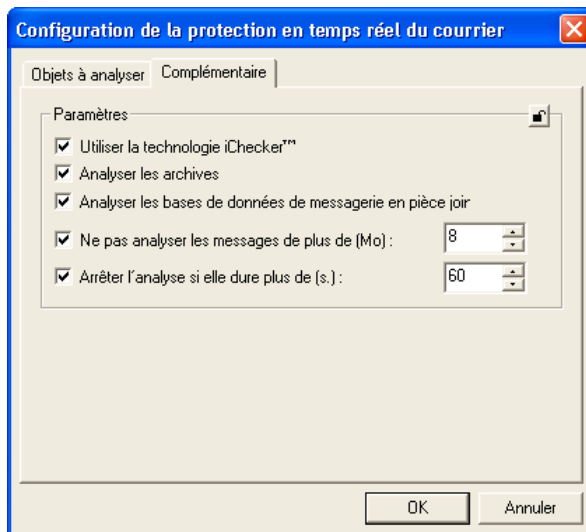 Configuration de la protection en temps réel du courrier
Objets à analyser
Complémentaire
Paramètres
Utiliser la technologie iChecker™
Analyser les archives
Analyser les bases de données de messagerie en pièce joir
Ne pas analyser les messages de plus de (Mo) : 8
Arrêter l'analyse si elle dure plus de (s.) : 60
OK
Annuler